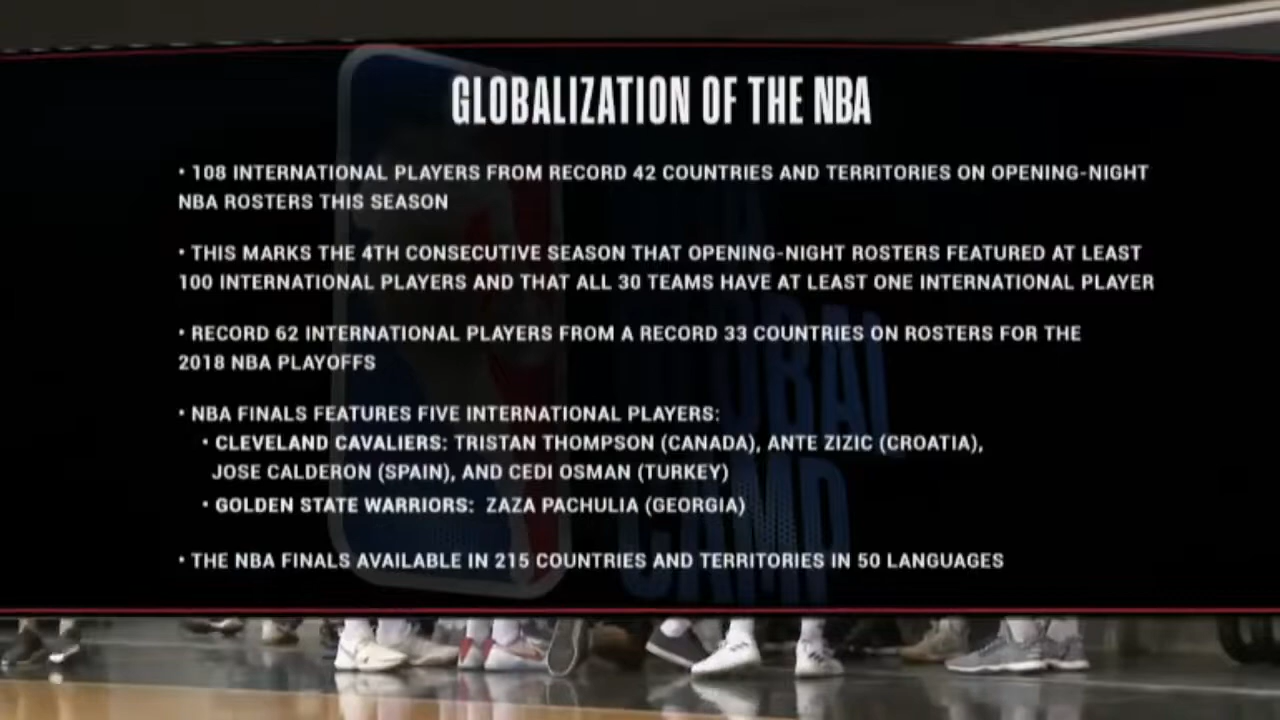 GLOBALIZATION OF THE NBA
• 108 INTERNATIONAL PLAYERS FROM RECORD 42 COUNTRIES AND TERRITORIES ON OPENING-NIGHT
NBA ROSTERS THIS SEASON
• THIS MARKS THE 4TH CONSECUTIVE SEASON THAT OPENING-NIGHT ROSTERS FEATURED AT LEAST
100 INTERNATIONAL PLAYERS AND THAT ALL 30 TEAMS HAVE AT LEAST ONE INTERNATIONAL PLAYER
• RECORD 62 INTERNATIONAL PLAYERS FROM A RECORD 33 COUNTRIES ON ROSTERS FOR THE
2018 NBA PLAYOFFS
• NBA FINALS FEATURES FIVE INTERNATIONAL PLAYERS:
• CLEVELAND CAVALIERS: TRISTAN THOMPSON (CANADA), ANTE ZIZIC (CROATIA),
JOSE CALDERON (SPAIN), AND CEDI OSMAN (TURKEY)
• GOLDEN STATE WARRIORS: ZAZA PACHULIA (GEORGIA)
• THE NBA FINALS AVAILABLE IN 215 COUNTRIES AND TERRITORIES IN 50 LANGUAGES
GLOBAL
CAMP